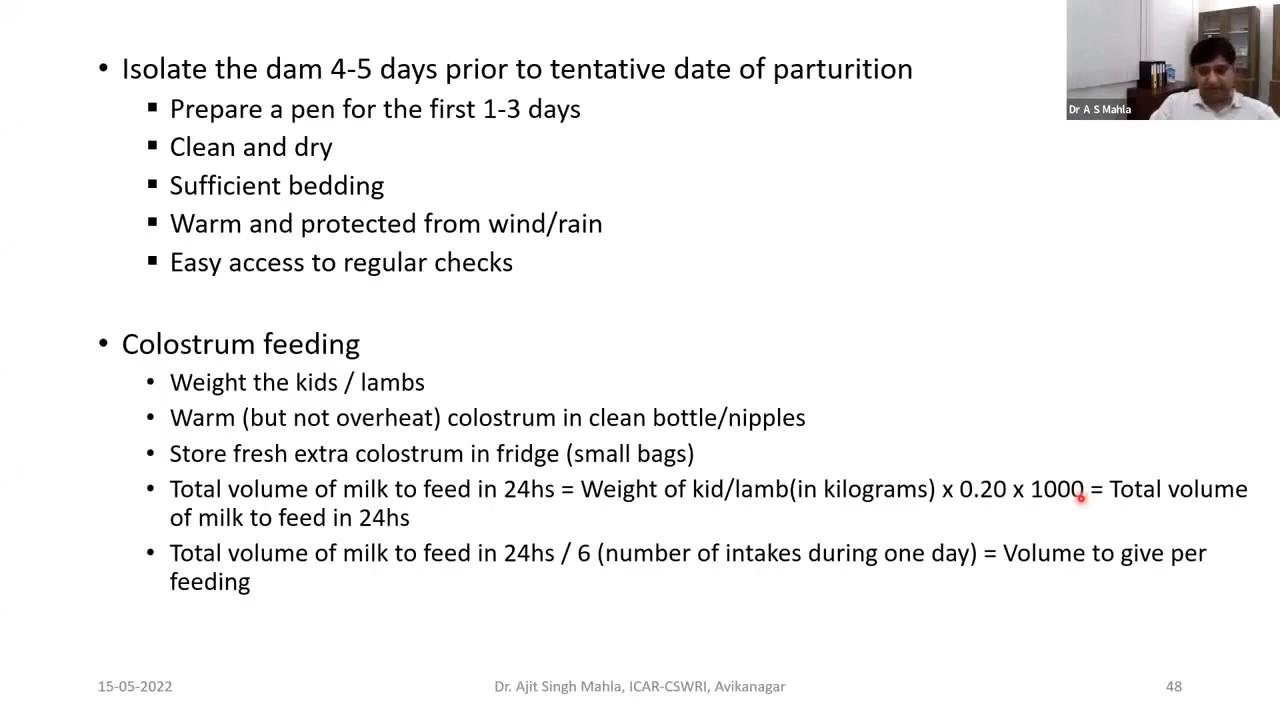 • Isolate the dam 4-5 days prior to tentative date of parturition
▪ Prepare a pen for the first 1-3 days
▪ Clean and dry
▪ Sufficient bedding
▪ Warm and protected from wind/rain
▪ Easy access to regular checks
• Colostrum feeding
• Weight the kids / lambs
• Warm (but not overheat) colostrum in clean bottle/nipples
• Store fresh extra colostrum in fridge (small bags)
• Total volume of milk to feed in 24hs = Weight of kid/lamb(in kilograms) x 0.20 x 1000 = Total volume
of milk to feed in 24hs
• Total volume of milk to feed in 24hs / 6 (number of intakes during one day) = Volume to give per
feeding
Dr A S Mahla
15-05-2022 Dr. Ajit Singh Mahla, ICAR-CSWRI, Avikanagar 48